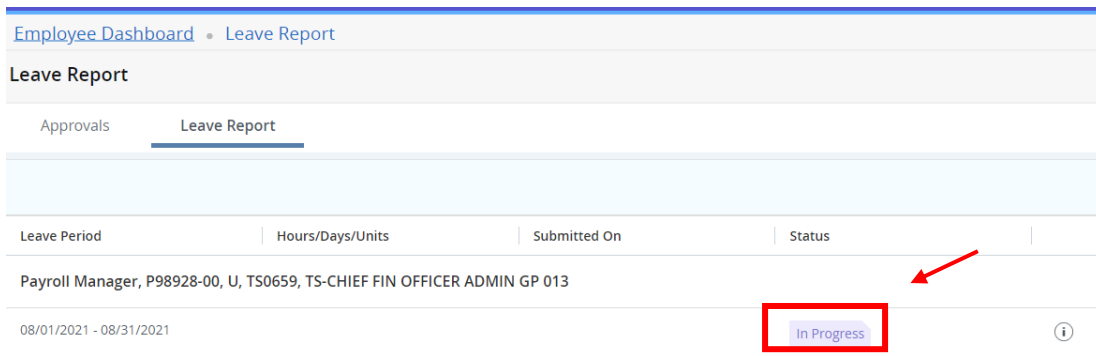 Employee Dashboard • Leave Report
Leave Report
Approvals Leave Report
Leave Period Hours/Days/Units Submitted On Status
Payroll Manager, P98928-00, U, TS0659, TS-CHIEF FIN OFFICER ADMIN GP 013
08/01/2021 - 08/31/2021 In Progress